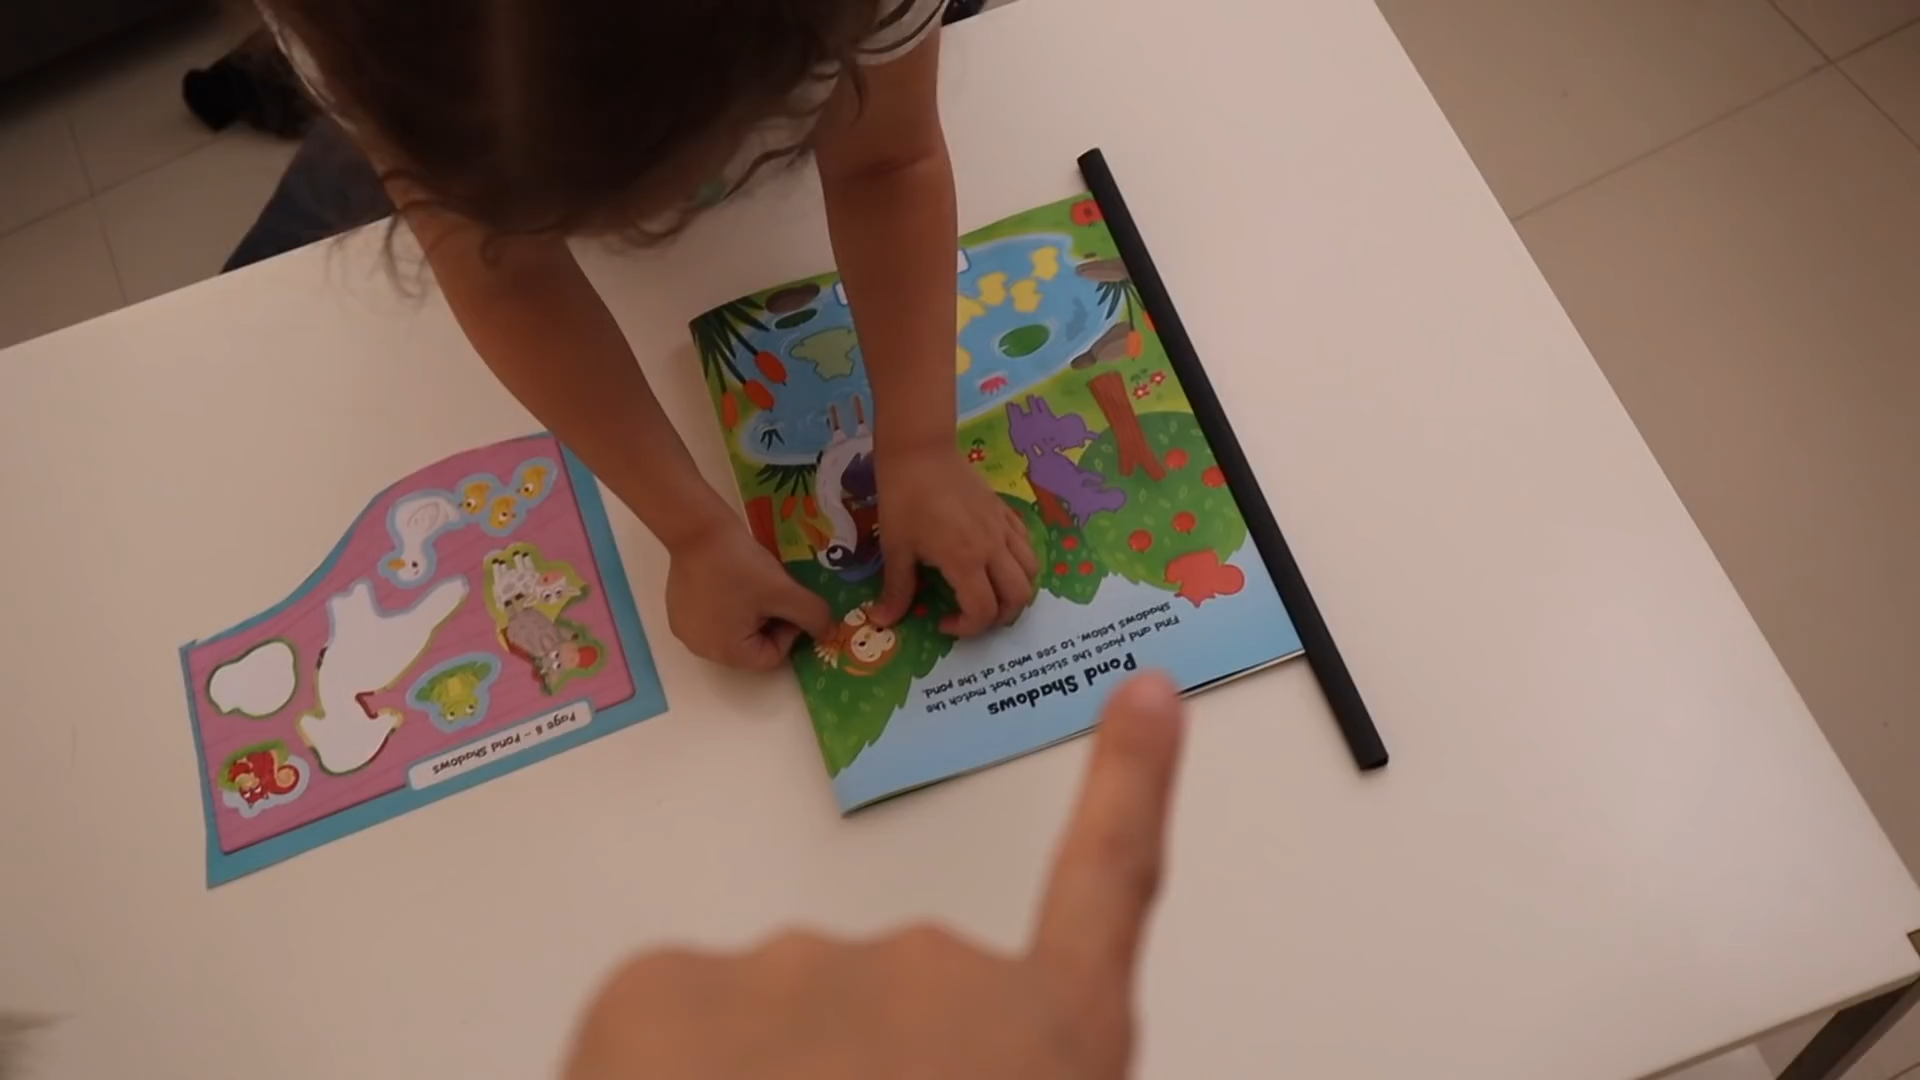 Pond Shadows
Find and place the stickers that match the
shadows below, to see who's at the pond.
Page 8 – Pond Shadows